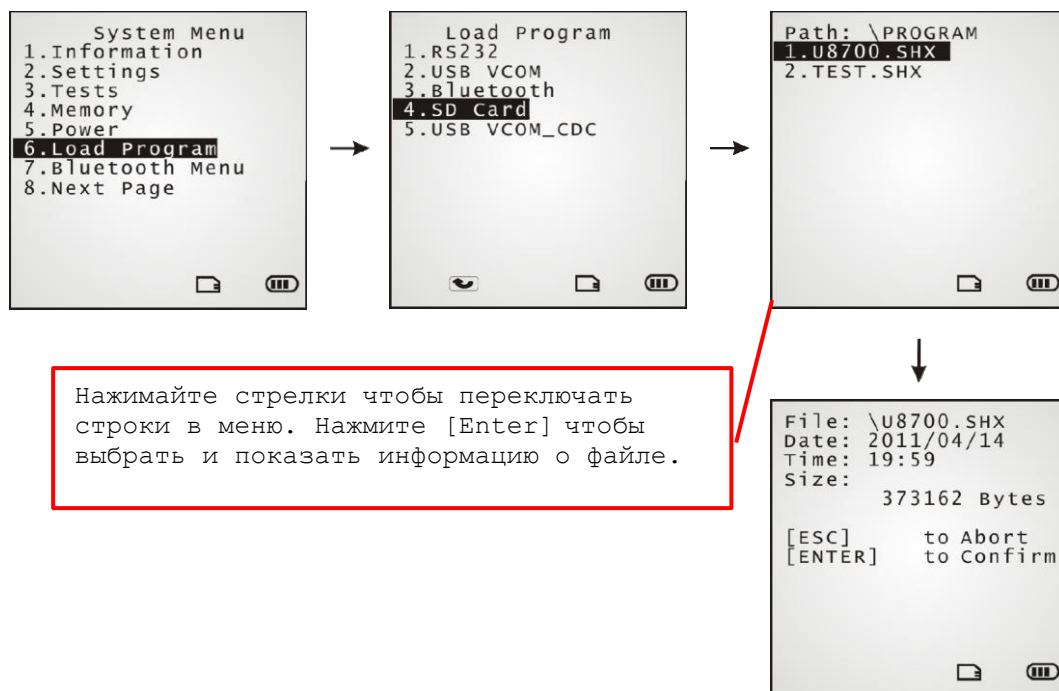 System Menu
1.Information
2.Settings
3.Tests
4.Memory
5.Power
6.Load Program
7.Bluetooth Menu
8.Next Page
Load Program
1.RS232
2.USB VCOM
3.Bluetooth
4.SD Card
5.USB VCOM_CDC
Path: \PROGRAM
1.U8700.SHX
2.TEST.SHX
Нажимайте стрелки чтобы переключать
строки в меню. Нажмите [Enter] чтобы
выбрать и показать информацию о файле.
File: \U8700.SHX
Date: 2011/04/14
Time: 19:59
Size:
373162 Bytes
[ESC] to Abort
[ENTER] to Confirm